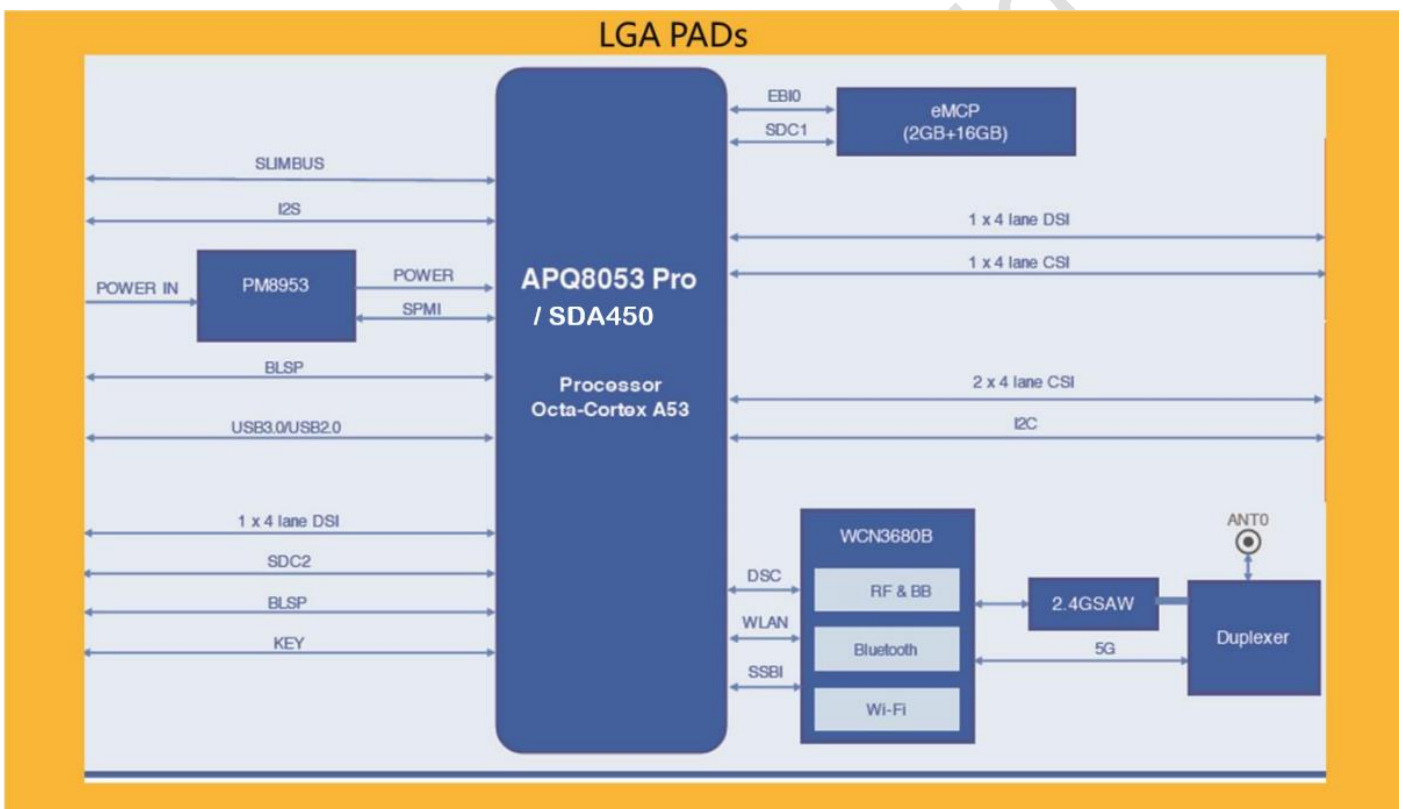 LGA PADs
SLIMBUS
I2S
POWER IN
PM8953
POWER
SPMI
BLSP
USB3.0/USB2.0
1 x 4 lane DSI
SDC2
BLSP
KEY
APQ8053 Pro
/ SDA450
Processor
Octa-Cortex A53
EBI0
SDC1
eMCP
(2GB+16GB)
1 x 4 lane DSI
1 x 4 lane CSI
2 x 4 lane CSI
I2C
DSC
WLAN
SSBI
WCN3680B
RF & BB
Bluetooth
Wi-Fi
2.4GSAW
5G
ANT0
Duplexer